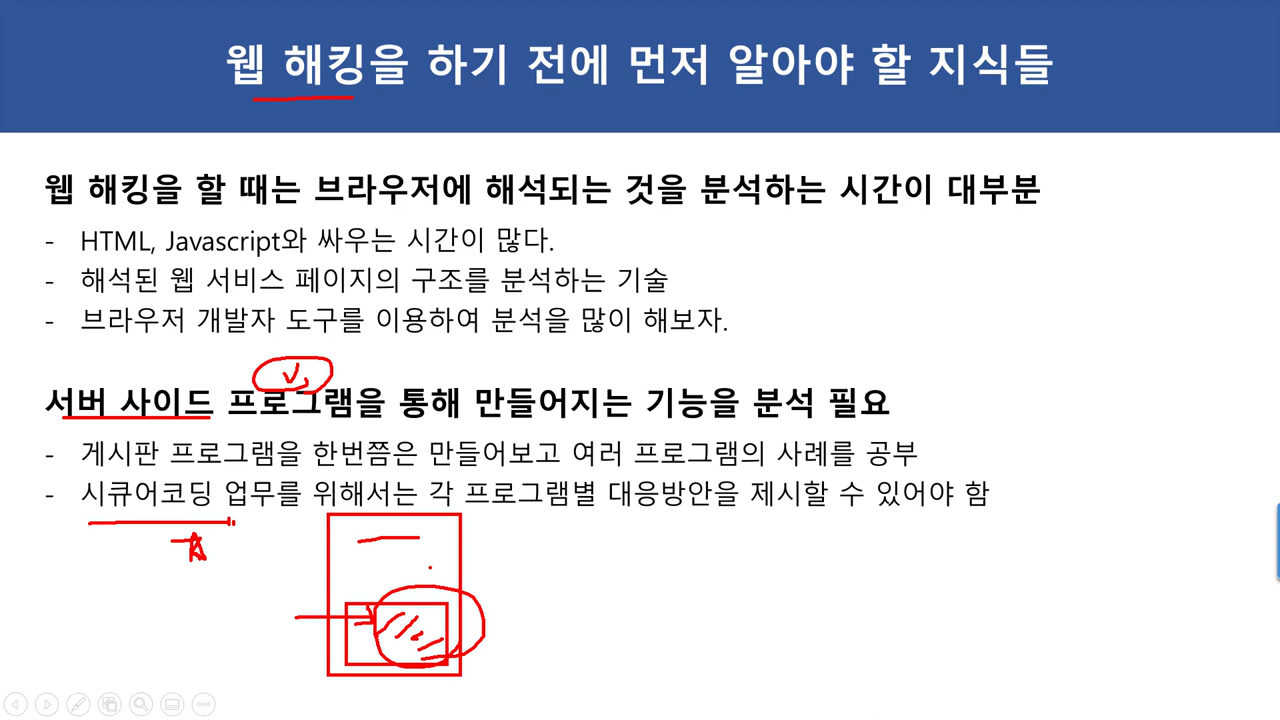 웹 해킹을 하기 전에 먼저 알아야 할 지식들
웹 해킹을 할 때는 브라우저에 해석되는 것을 분석하는 시간이 대부분
- HTML, Javascript와 싸우는 시간이 많다.
- 해석된 웹 서비스 페이지의 구조를 분석하는 기술
- 브라우저 개발자 도구를 이용하여 분석을 많이 해보자.
서버 사이드 프로그램을 통해 만들어지는 기능을 분석 필요
- 게시판 프로그램을 한번쯤은 만들어보고 여러 프로그램의 사례를 공부
- 시큐어코딩 업무를 위해서는 각 프로그램별 대응방안을 제시할 수 있어야 함